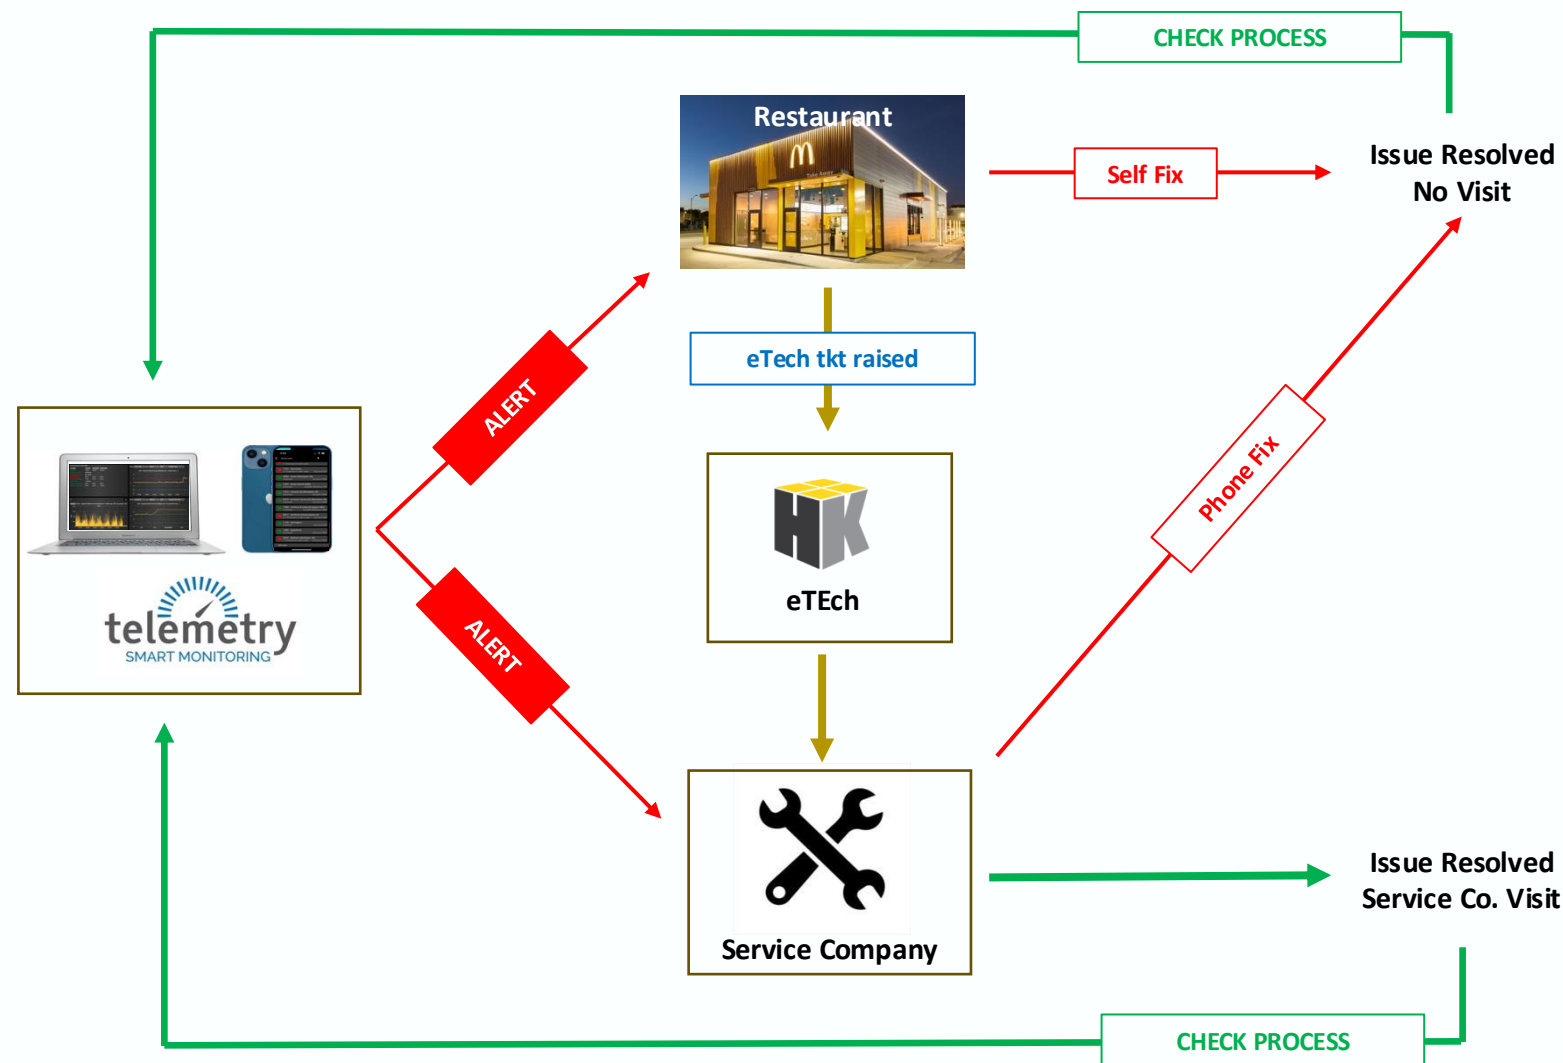 CHECK PROCESS
Restaurant
Self Fix
Issue Resolved
No Visit
eTech tkt raised
ALERT
Phone Fix
eTEch
telemetry
SMART MONITORING
ALERT
Issue Resolved
Service Co. Visit
Service Company
CHECK PROCESS
HK